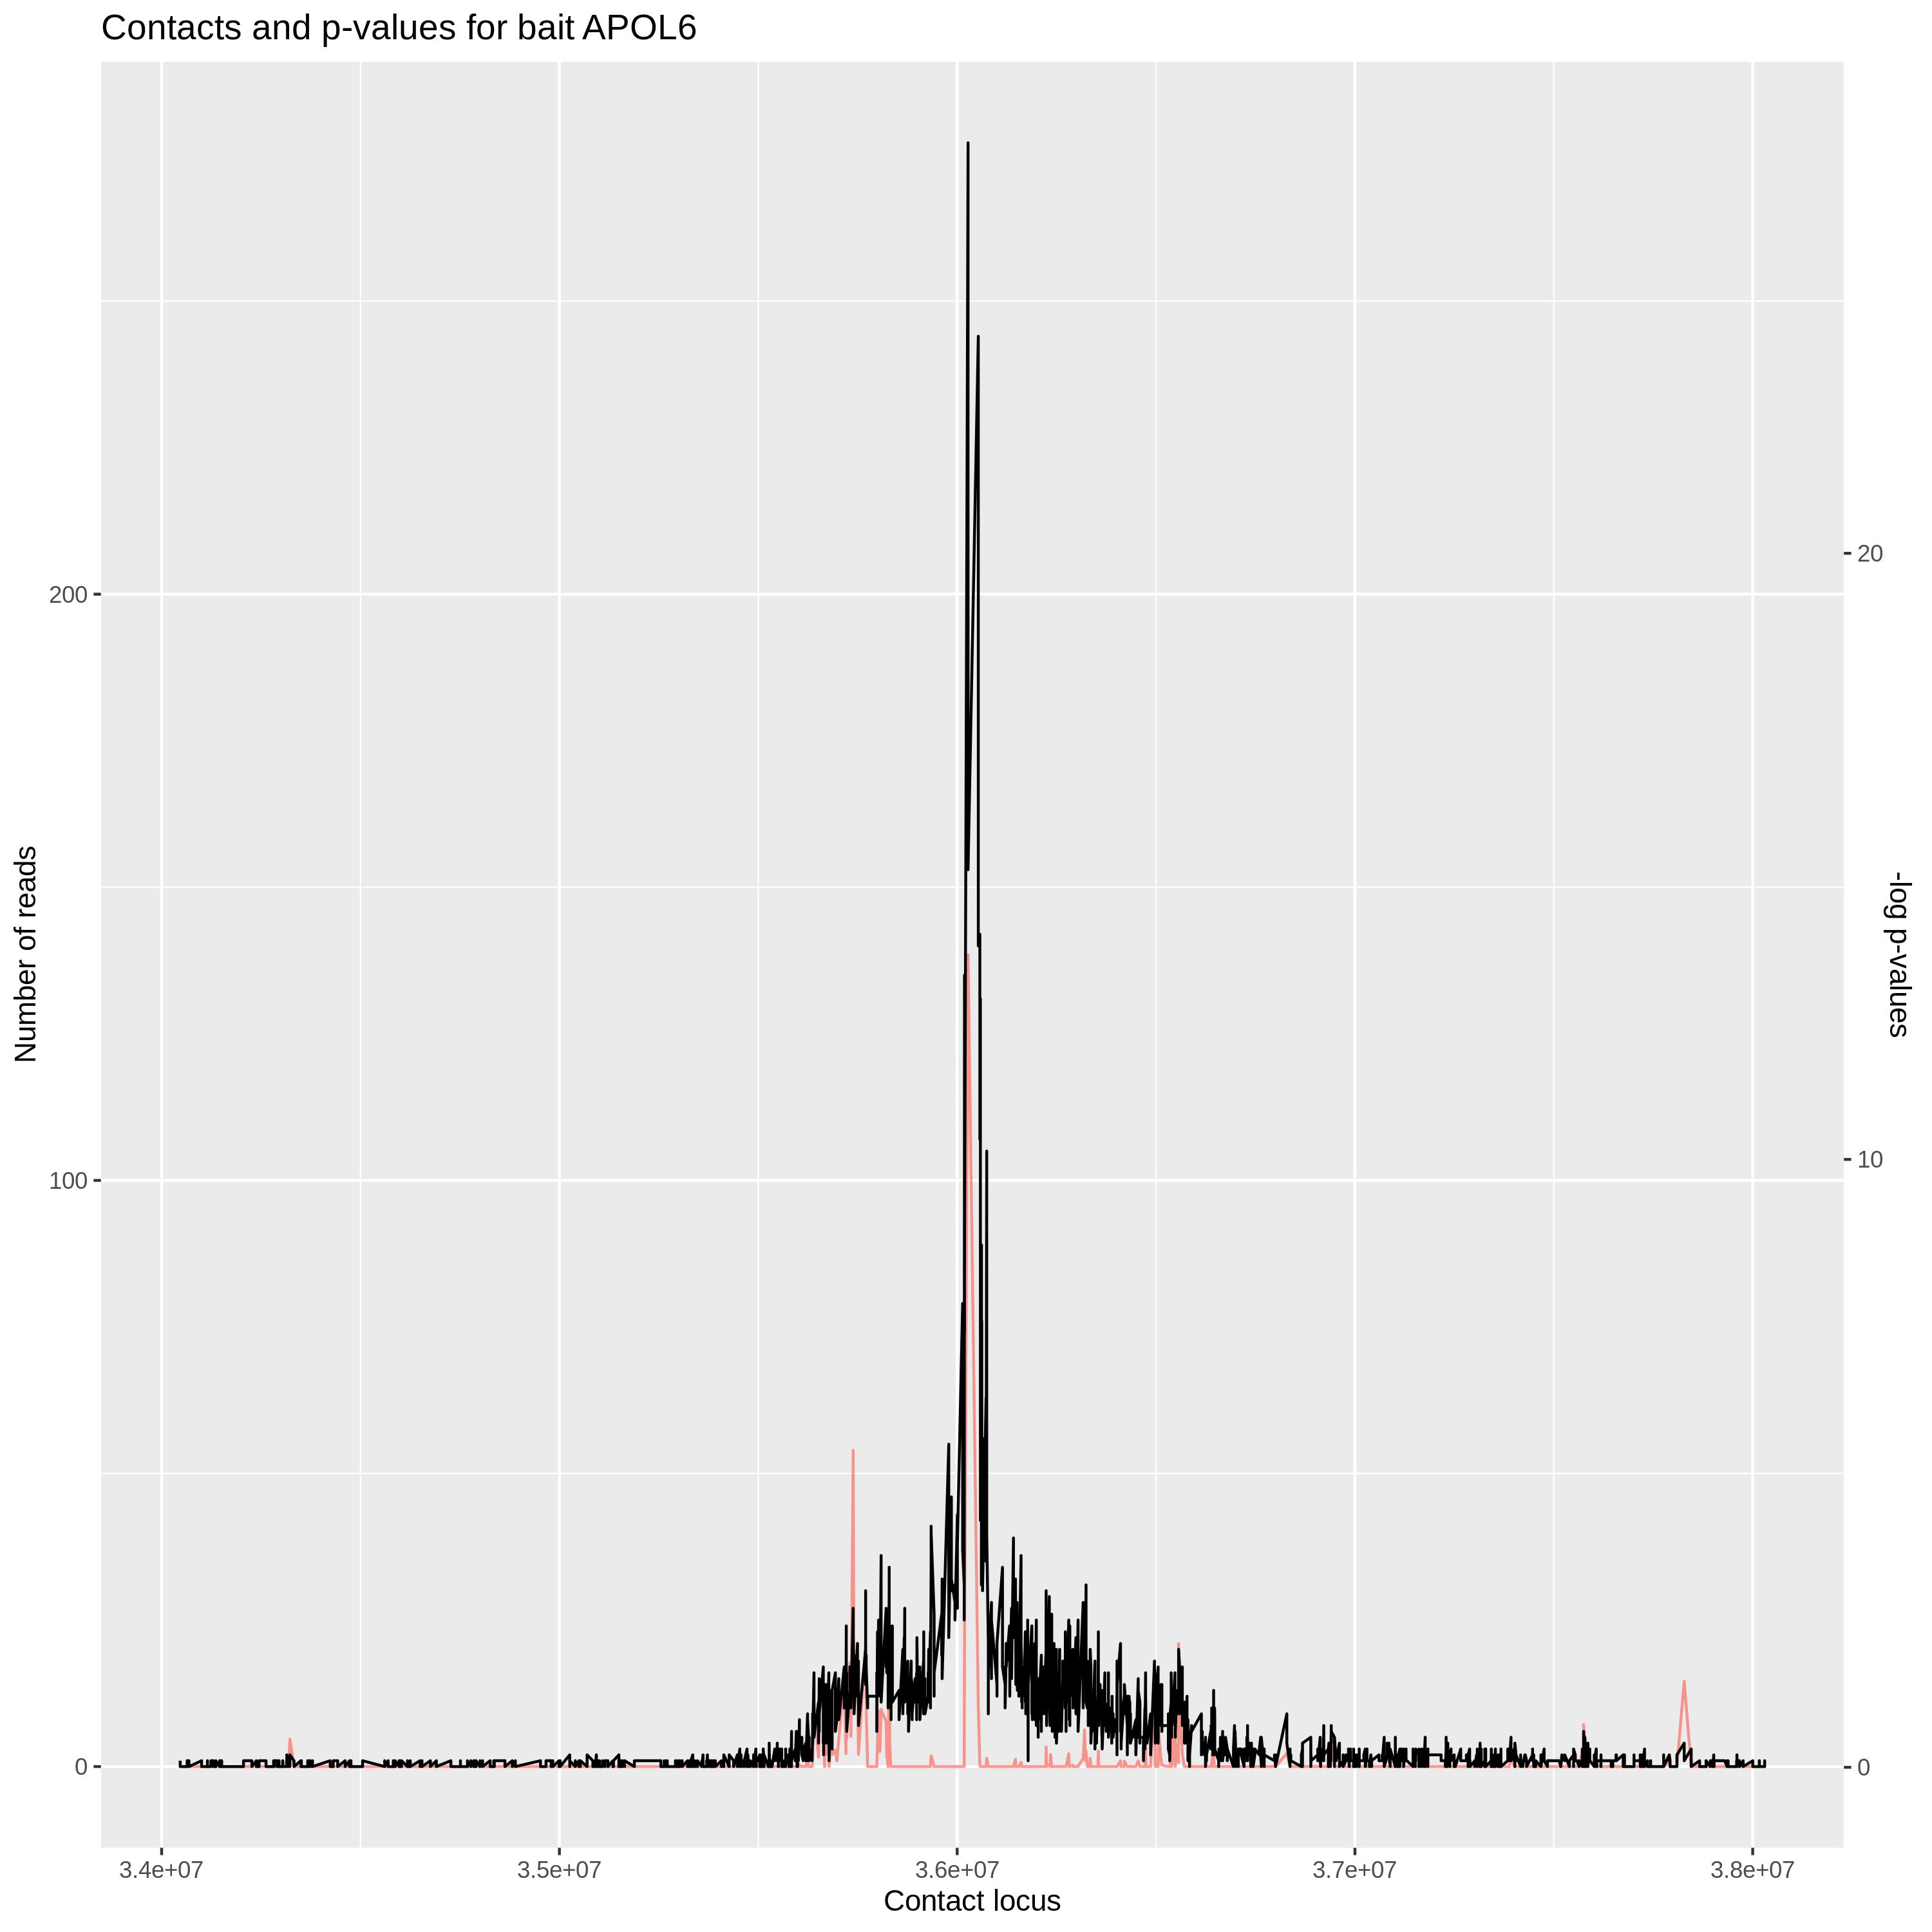 Contacts and p-values for bait APOL6
Number of reads
200
100
0
20
10
0
-log p-values
3.4e+07 3.5e+07 3.6e+07 3.7e+07 3.8e+07
Contact locus